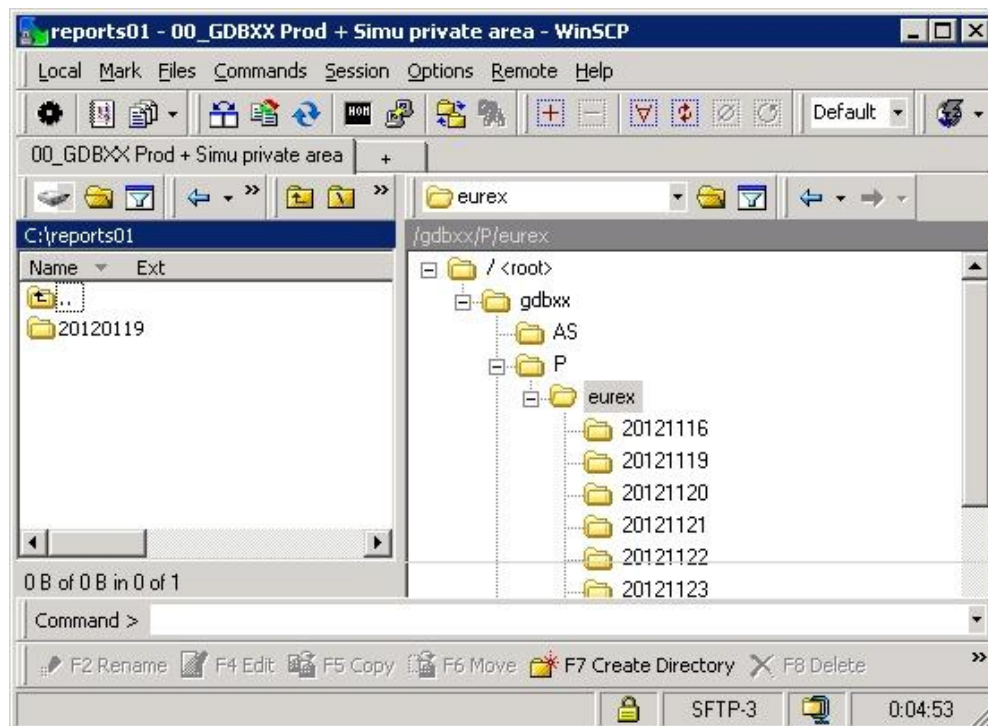 reports01 - 00_GDBXX Prod + Simu private area - WinSCP
Local Mark Files Commands Session Options Remote Help
Default
00_GDBXX Prod + Simu private area +
» » eurex
C:\reports01
/gdbxx/P/eurex
Name Ext
..
20120119
/ <root>
gdbxx
AS
P
eurex
20121116
20121119
20121120
20121121
20121122
20121123
0 B of 0 B in 0 of 1
Command >
F2 Rename F4 Edit F5 Copy F6 Move F7 Create Directory F8 Delete »
SFTP-3 0:04:53